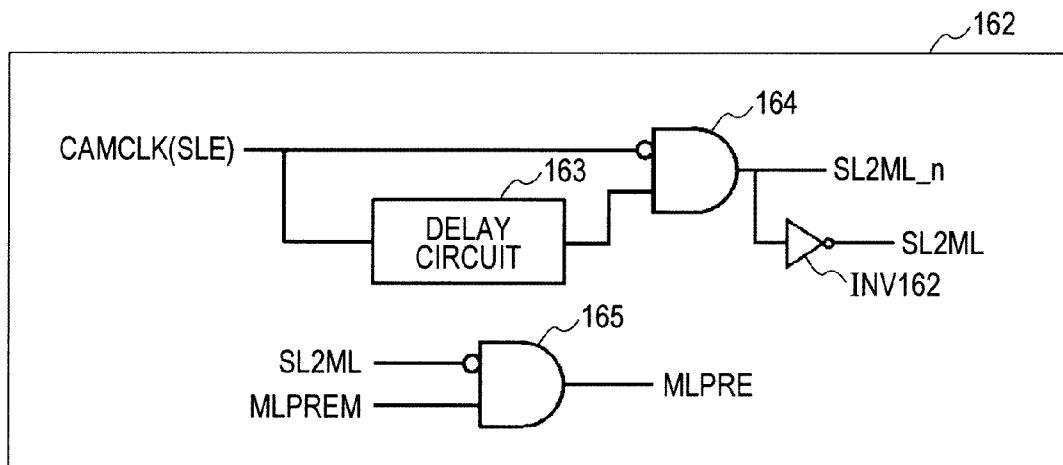 162
164
CAMCLK(SLE)
163
SL2ML_n
DELAY
CIRCUIT
SL2ML
INV162
165
SL2ML
MLPRE
MLPREM